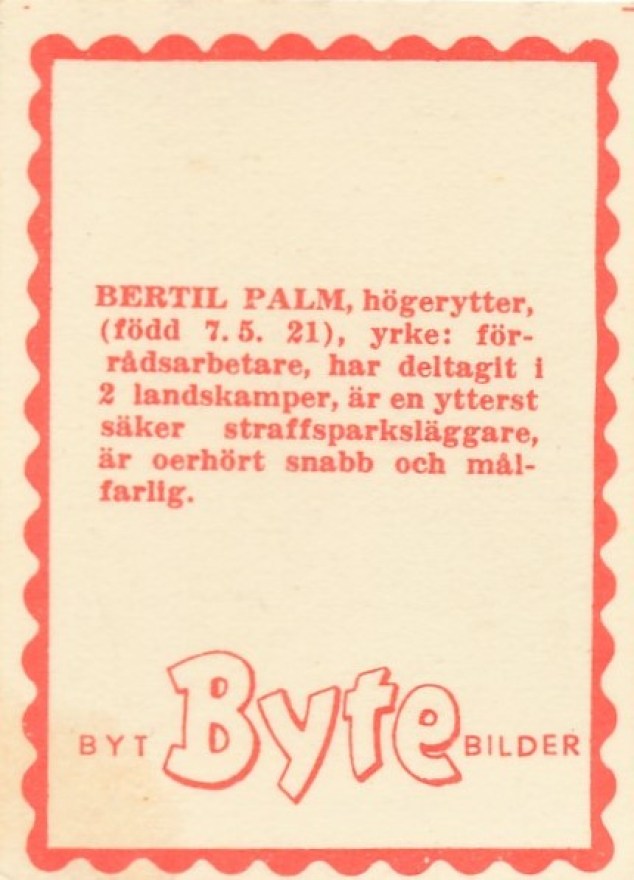 BERTIL PALM, högerytter,
(född 7. 5. 21), yrke: för-
rådsarbetare, har deltagit i
2 landskamper, är en ytterst
säker straffsparksläggare,
är oerhört snabb och mål-
farlig.
BYT Byte BILDER